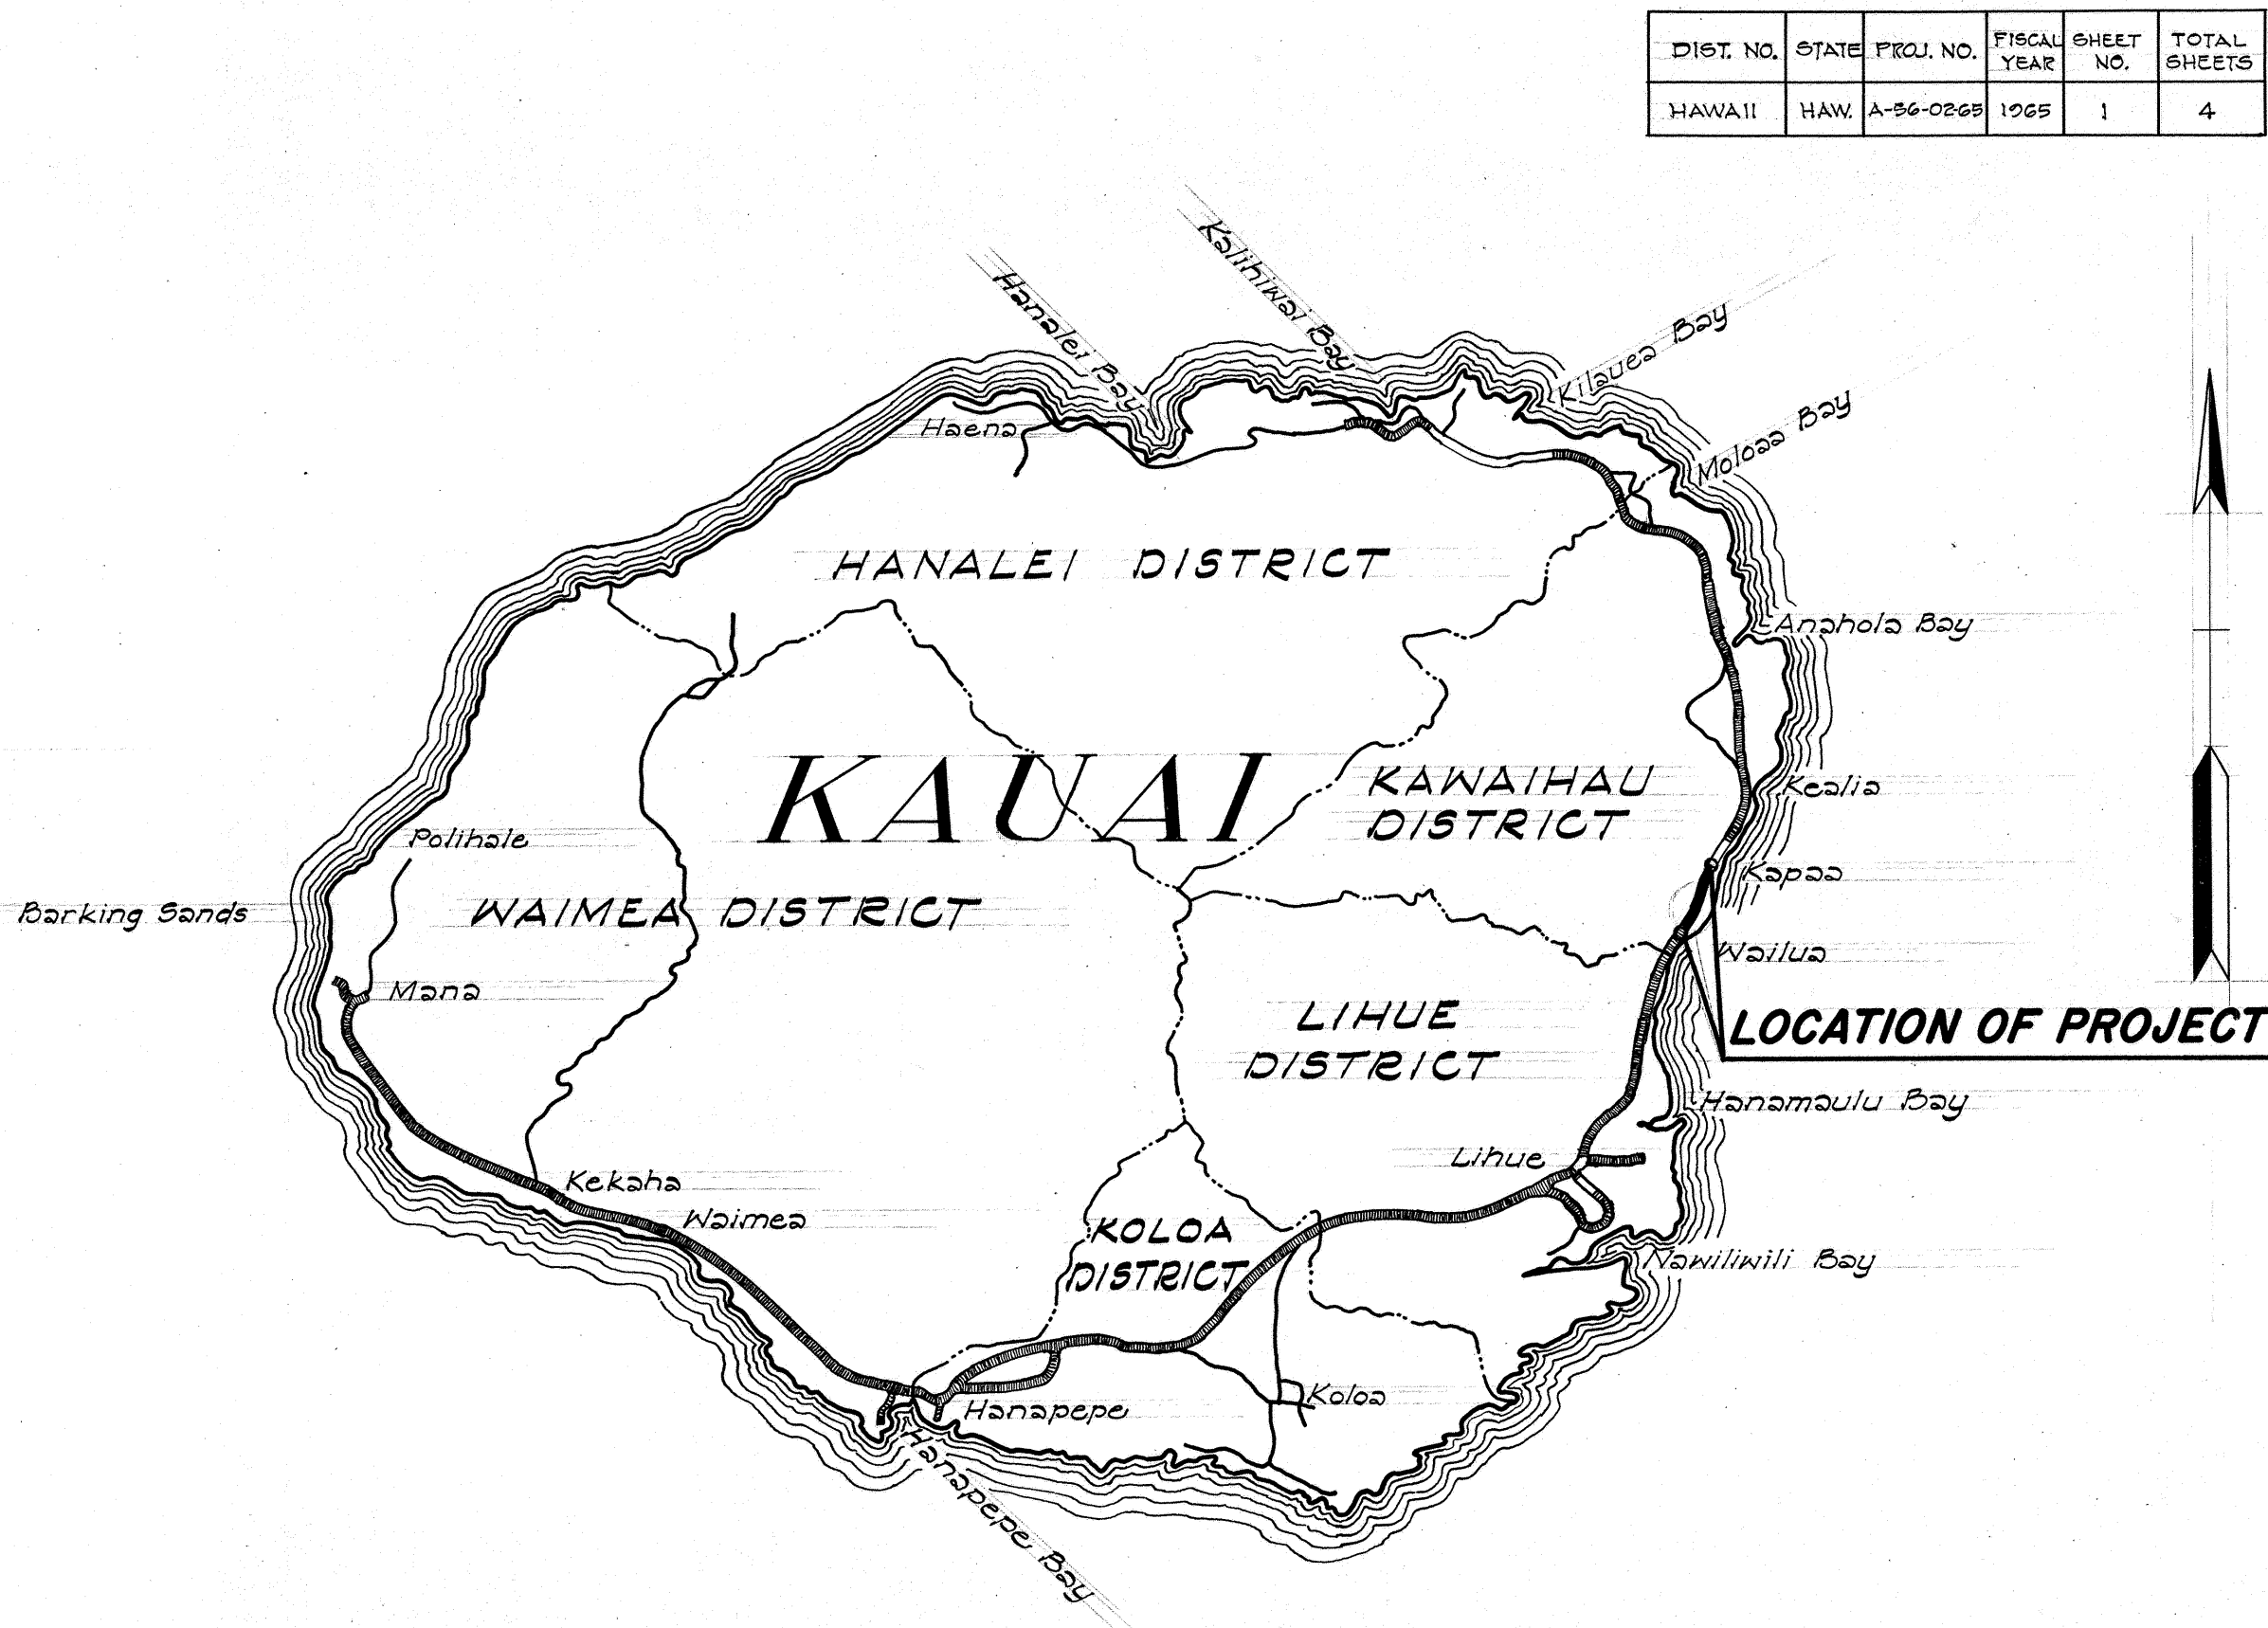 DIST. NO. STATE PROJ. NO. FISCAL YEAR SHEET NO. TOTAL SHEETS
HAWAII HAW. A-56-02-65 1965 1 4
Kalihiwai Bay
Hanalei Bay
Kilauea Bay
Moloaa Bay
Haena
HANALEI DISTRICT
Anahola Bay
KAUAI
KAWAIHAU
DISTRICT
Kealia
Polihale
Kapaa
Barking Sands
WAIMEA DISTRICT
Wailua
Mana
LIHUE
DISTRICT
LOCATION OF PROJECT
Hanamaulu Bay
Lihue
Kekaha
Waimea
KOLOA
DISTRICT
Nawiliwili Bay
Koloa
Hanapepe
Hanapepe Bay